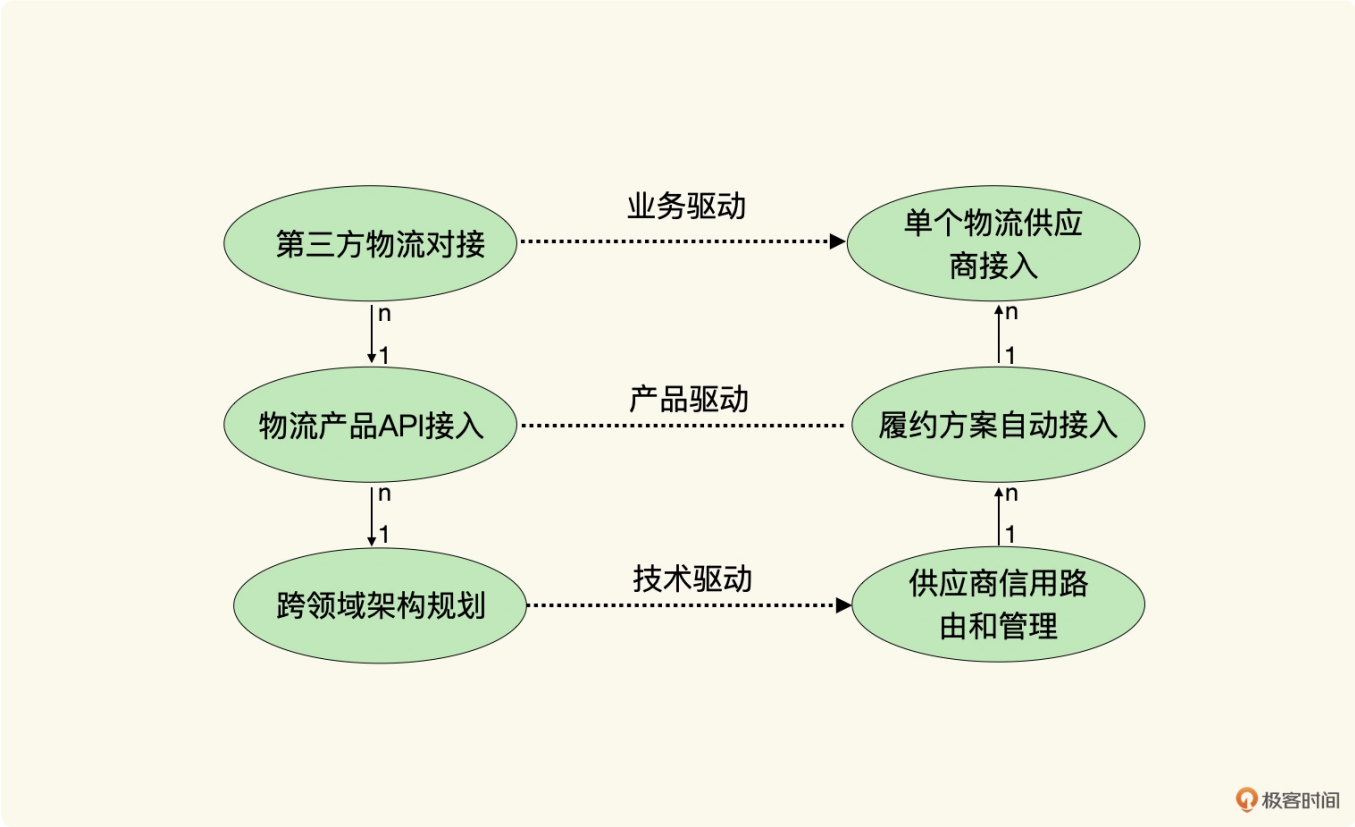 业务驱动
第三方物流对接
单个物流供应
商接入
n
1
n
1
产品驱动
物流产品API接入
履约方案自动接入
n
1
n
1
技术驱动
跨领域架构规划
供应商信用路
由和管理
极客时间